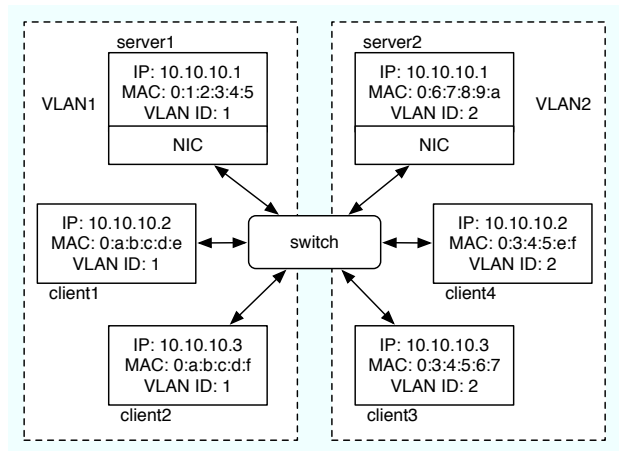 server1
IP: 10.10.10.1
MAC: 0:1:2:3:4:5
VLAN ID: 1
NIC
VLAN1
server2
IP: 10.10.10.1
MAC: 0:6:7:8:9:a
VLAN ID: 2
NIC
VLAN2
IP: 10.10.10.2
MAC: 0:a:b:c:d:e
VLAN ID: 1
client1
switch
IP: 10.10.10.2
MAC: 0:3:4:5:e:f
VLAN ID: 2
client4
IP: 10.10.10.3
MAC: 0:a:b:c:d:f
VLAN ID: 1
client2
IP: 10.10.10.3
MAC: 0:3:4:5:6:7
VLAN ID: 2
client3